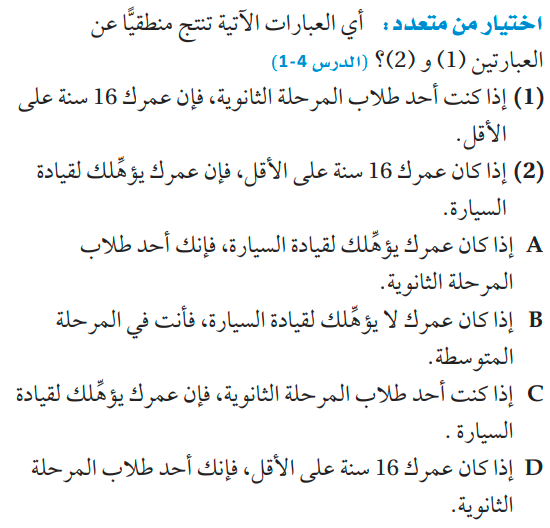 اختيار من متعدد: أي العبارات الآتية تنتج منطقيًّا عن
العبارتين (1) و (2)؟ (الدرس 4-1)
(1) إذا كنت أحد طلاب المرحلة الثانوية، فإن عمرك 16 سنة على
الأقل.
(2) إذا كان عمرك 16 سنة على الأقل، فإن عمرك يؤهِّلك لقيادة
السيارة.
A إذا كان عمرك يؤهِّلك لقيادة السيارة، فإنك أحد طلاب
المرحلة الثانوية.
B إذا كان عمرك لا يؤهِّلك لقيادة السيارة، فأنت في المرحلة
المتوسطة.
C إذا كنت أحد طلاب المرحلة الثانوية، فإن عمرك يؤهِّلك لقيادة
السيارة .
D إذا كان عمرك 16 سنة على الأقل، فإنك أحد طلاب المرحلة
الثانوية.